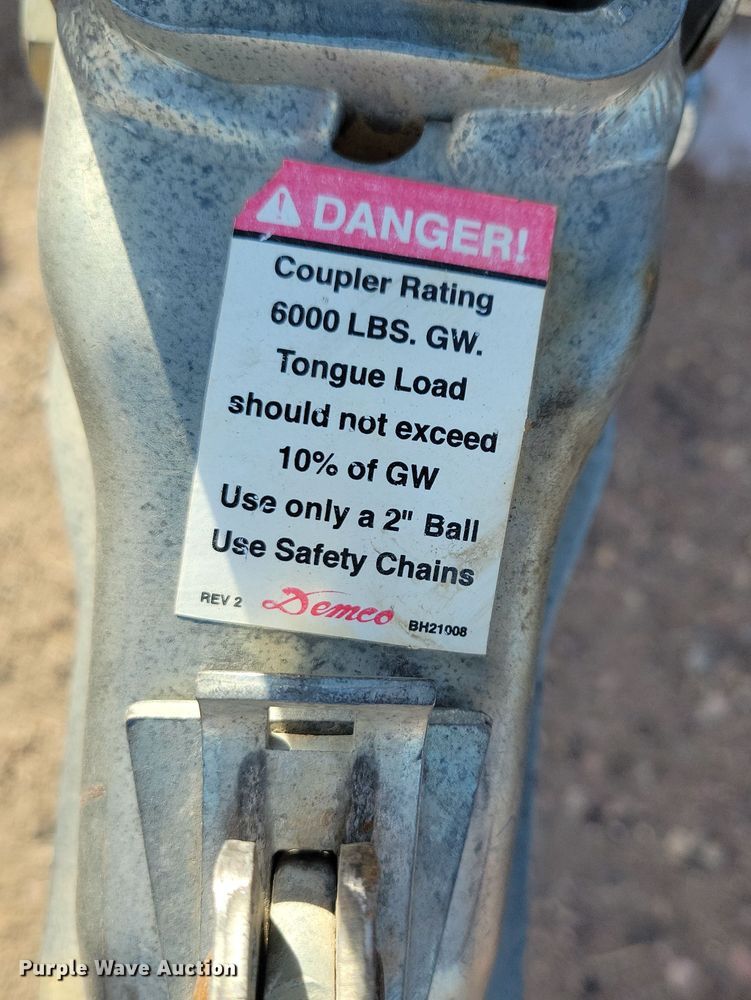 DANGER!
Coupler Rating
6000 LBS. GW.
Tongue Load
should not exceed
10% of GW
Use only a 2" Ball
Use Safety Chains
REV 2 Demco BH21008
Purple Wave Auction